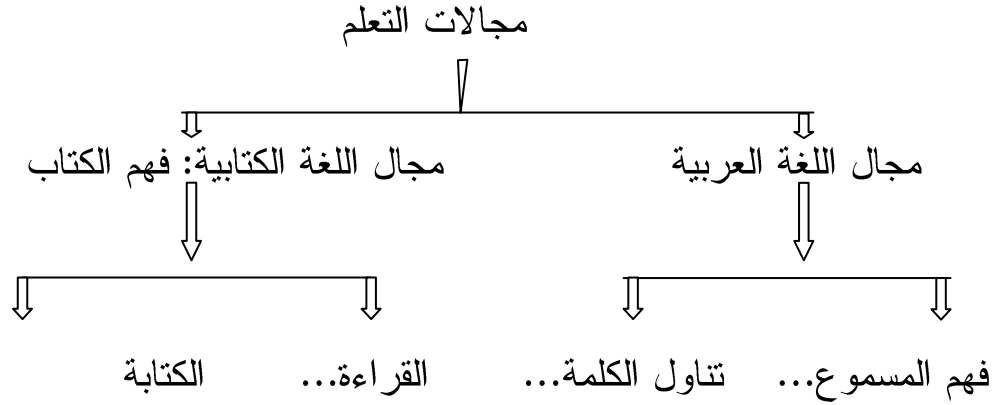 مجالات التعلم
مجال اللغة العربية
مجال اللغة الكتابية: فهم الكتاب
فهم المسموع...
تناول الكلمة...
القراءة...
الكتابة